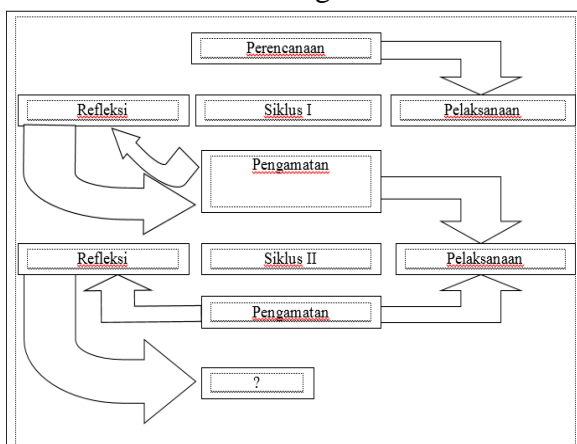 Perencanaan
Refleksi
Siklus I
Pelaksanaan
Pengamatan
Refleksi
Siklus II
Pelaksanaan
Pengamatan
?